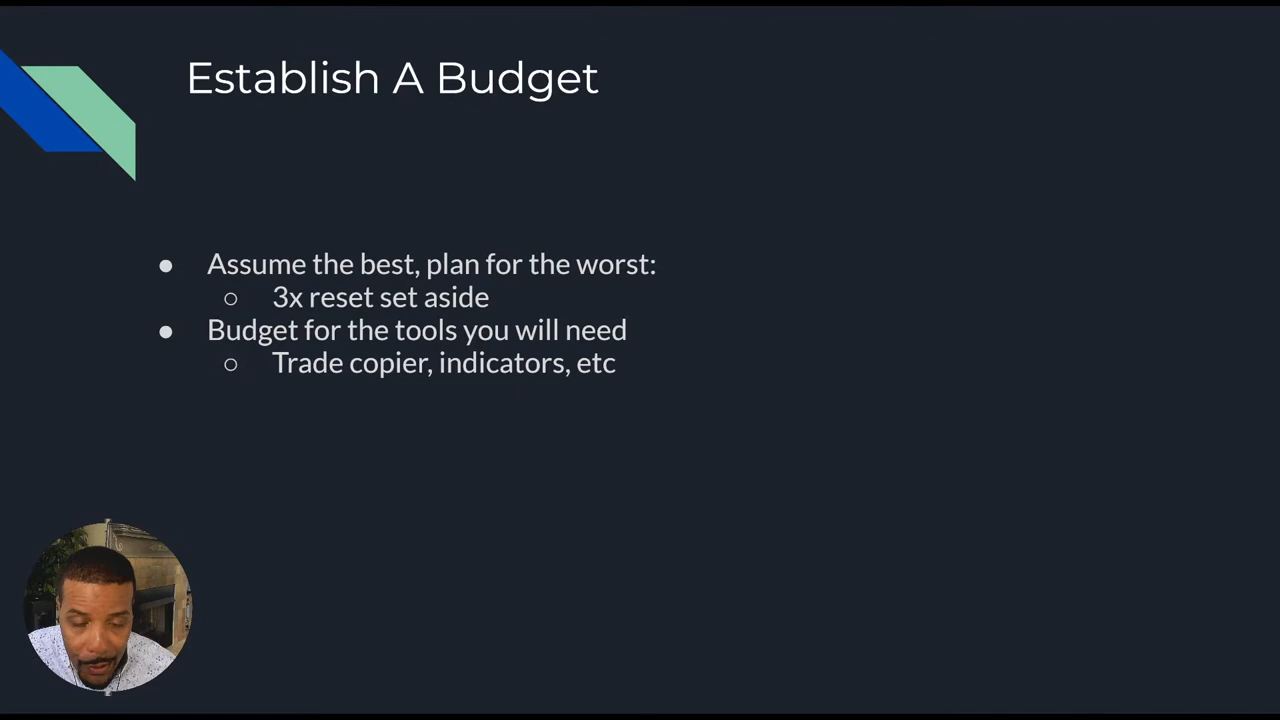 Establish A Budget
● Assume the best, plan for the worst:
○ 3x reset set aside
● Budget for the tools you will need
○ Trade copier, indicators, etc